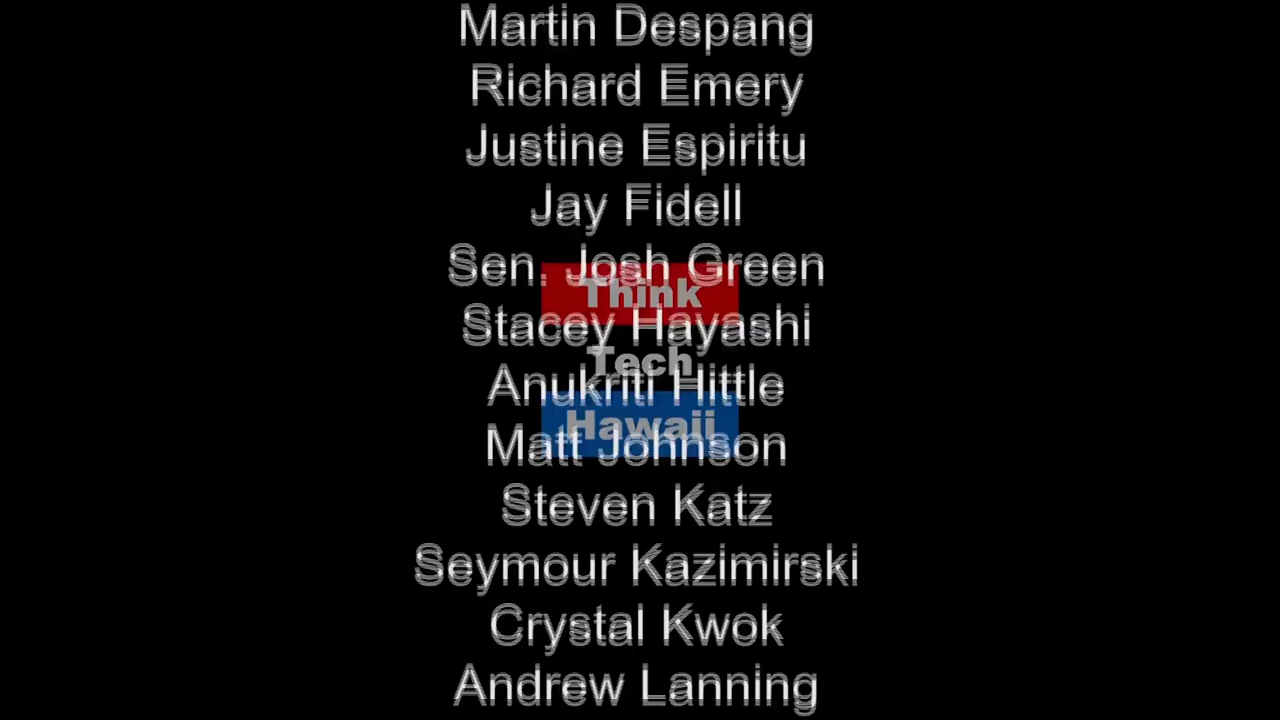 Martin Despang
Richard Emery
Justine Espiritu
Jay Fidell
Sen. Josh Green
Think
Stacey Hayashi
Tech
Anukriti Hittle
Hawaii
Matt Johnson
Steven Katz
Seymour Kazimirski
Crystal Kwok
Andrew Lanning